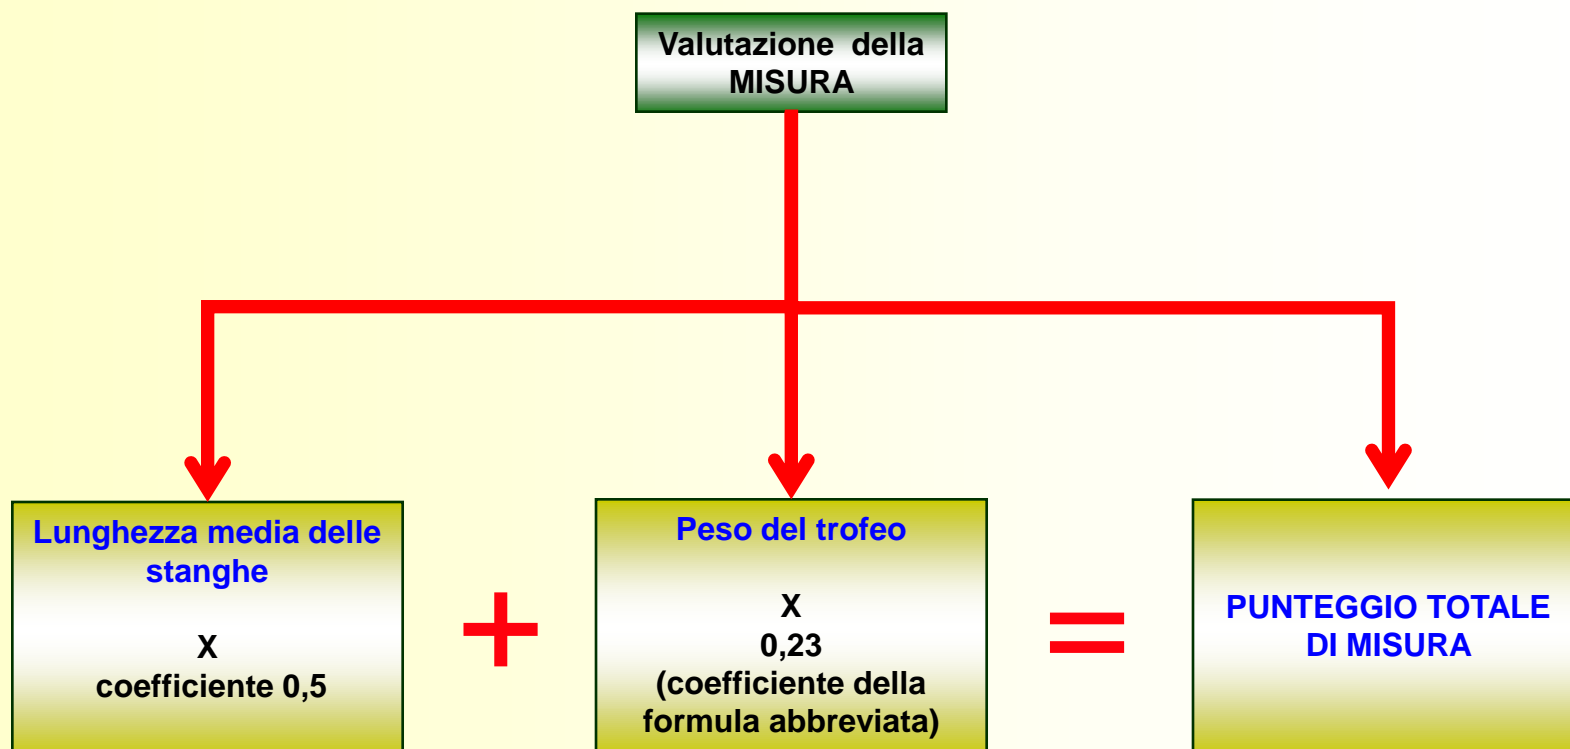 Valutazione della
MISURA
Lunghezza media delle
stanghe
X
coefficiente 0,5
+
Peso del trofeo
X
0,23
(coefficiente della
formula abbreviata)
=
PUNTEGGIO TOTALE
DI MISURA